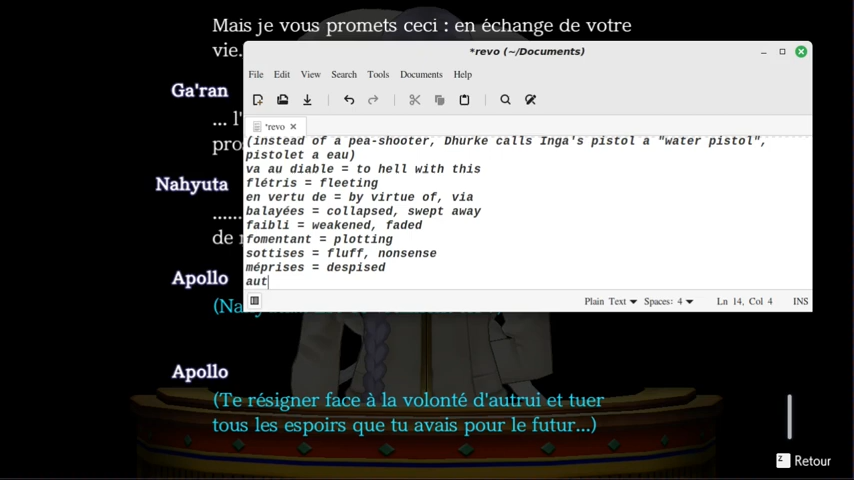 Mais je vous promets ceci : en échange de votre
vie.
*revo (~/Documents)
File Edit View Search Tools Documents Help
Ga'ran
... l'
*revo
(instead of a pea-shooter, Dhurke calls Inga's pistol a "water pistol",
pistolet a eau)
va au diable = to hell with this
Nahyuta
flétris = fleeting
en vertu de = by virtue of, via
.......
balayées = collapsed, swept away
faibli = weakened, faded
de
fomentant = plotting
sottises = fluff, nonsense
méprises = despised
Apollo
aut
Plain Text Spaces: 4 Ln 14, Col 4 INS
Apollo
(Te résigner face à la volonté d'autrui et tuer
tous les espoirs que tu avais pour le futur...)
Z Retour